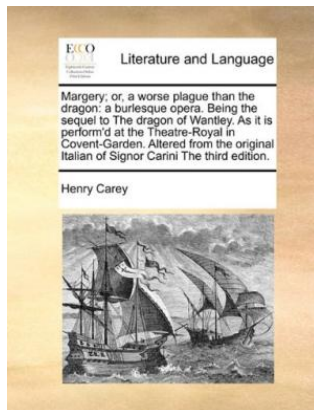 ECCO
Literature and Language
Margery; or, a worse plague than the
dragon: a burlesque opera. Being the
sequel to The dragon of Wantley. As it is
perform'd at the Theatre-Royal in
Covent-Garden. Altered from the original
Italian of Signor Carini The third edition.
Henry Carey